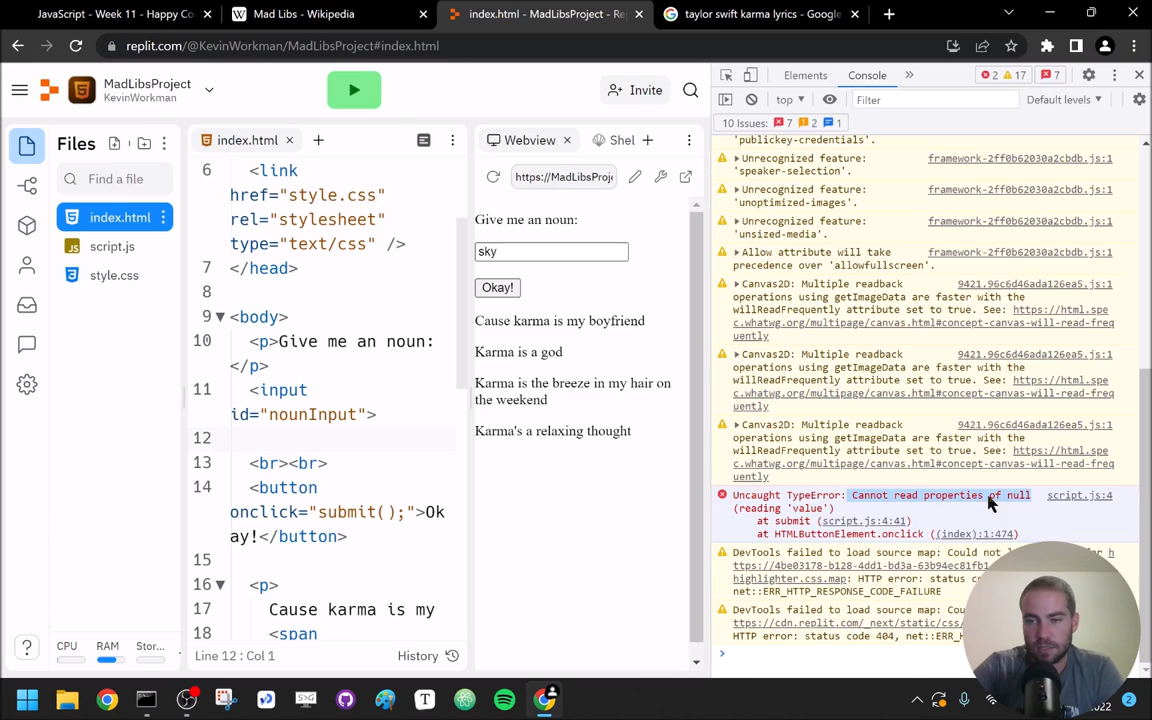 JavaScript - Week 11 - Happy Co
Mad Libs - Wikipedia
index.html - MadLibsProject - Re
taylor swift karma lyrics - Google
replit.com/@KevinWorkman/MadLibsProject#index.html
MadLibsProject
KevinWorkman
Invite
Files
Find a file
index.html
script.js
style.css
CPU RAM Stor...
index.html
6 <link
href="style.css"
rel="stylesheet"
type="text/css" />
7 </head>
8
9 <body>
10 <p>Give me an noun:
</p>
11 <input
id="nounInput">
12
13 <br><br>
14 <button
onclick="submit();">Ok
ay!</button>
15
16 <p>
17 Cause karma is my
18 <span
Line 12 : Col 1
History
Webview
Shel
https://MadLibsProj
Give me an noun:
sky
Okay!
Cause karma is my boyfriend
Karma is a god
Karma is the breeze in my hair on
the weekend
Karma's a relaxing thought
Elements Console » 2 17 7
top Filter Default levels
10 Issues: 7 2 1
'publickey-credentials'.
Unrecognized feature: framework-2ff0b62030a2cbdb.js:1
'speaker-selection'.
Unrecognized feature: framework-2ff0b62030a2cbdb.js:1
'unoptimized-images'.
Unrecognized feature: framework-2ff0b62030a2cbdb.js:1
'unsized-media'.
Allow attribute will take framework-2ff0b62030a2cbdb.js:1
precedence over 'allowfullscreen'.
Canvas2D: Multiple readback 9421.96c6d46ada126ea5.js:1
operations using getImageData are faster with the
willReadFrequently attribute set to true. See: https://html.spe
c.whatwg.org/multipage/canvas.html#concept-canvas-will-read-freq
uently
Canvas2D: Multiple readback 9421.96c6d46ada126ea5.js:1
operations using getImageData are faster with the
willReadFrequently attribute set to true. See: https://html.spe
c.whatwg.org/multipage/canvas.html#concept-canvas-will-read-freq
uently
Canvas2D: Multiple readback 9421.96c6d46ada126ea5.js:1
operations using getImageData are faster with the
willReadFrequently attribute set to true. See: https://html.spe
c.whatwg.org/multipage/canvas.html#concept-canvas-will-read-freq
uently
Uncaught TypeError: Cannot read properties of null script.js:4
(reading 'value')
at submit (script.js:4:41)
at HTMLButtonElement.onclick ((index):1:474)
DevTools failed to load source map: Could not
ttps://4be03178-b128-4dd1-bd3a-63b94ec81fb1
highlighter.css.map: HTTP error: status co
net::ERR_HTTP_RESPONSE_CODE_FAILURE
DevTools failed to load source map: Cou
ttps://cdn.replit.com/_next/static/css/
HTTP error: status code 404, net::ERR_H
2022
2